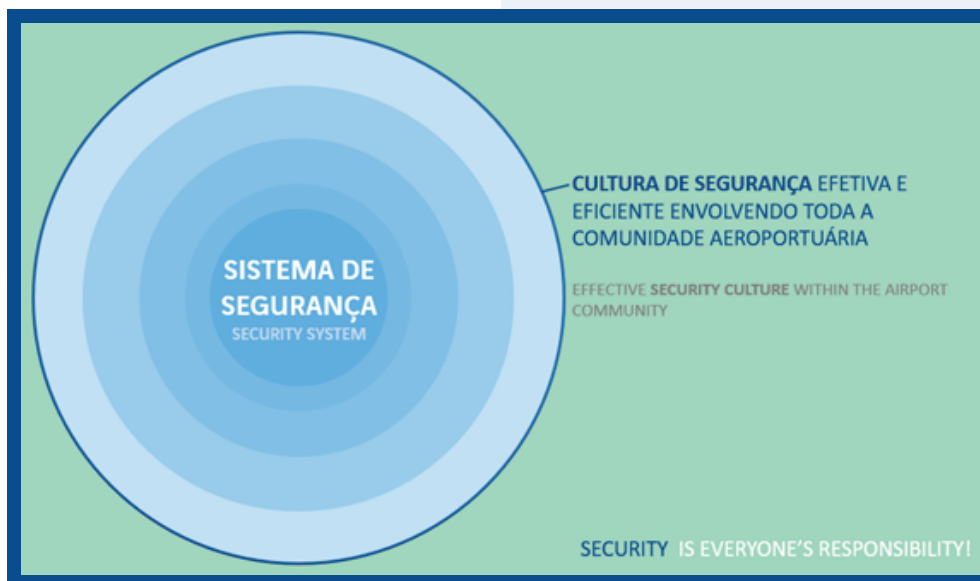 SISTEMA DE
SEGURANÇA
SECURITY SYSTEM
CULTURA DE SEGURANÇA EFETIVA E
EFICIENTE ENVOLVENDO TODA A
COMUNIDADE AEROPORTUÁRIA
EFFECTIVE SECURITY CULTURE WITHIN THE AIRPORT
COMMUNITY
SECURITY IS EVERYONE'S RESPONSIBILITY!